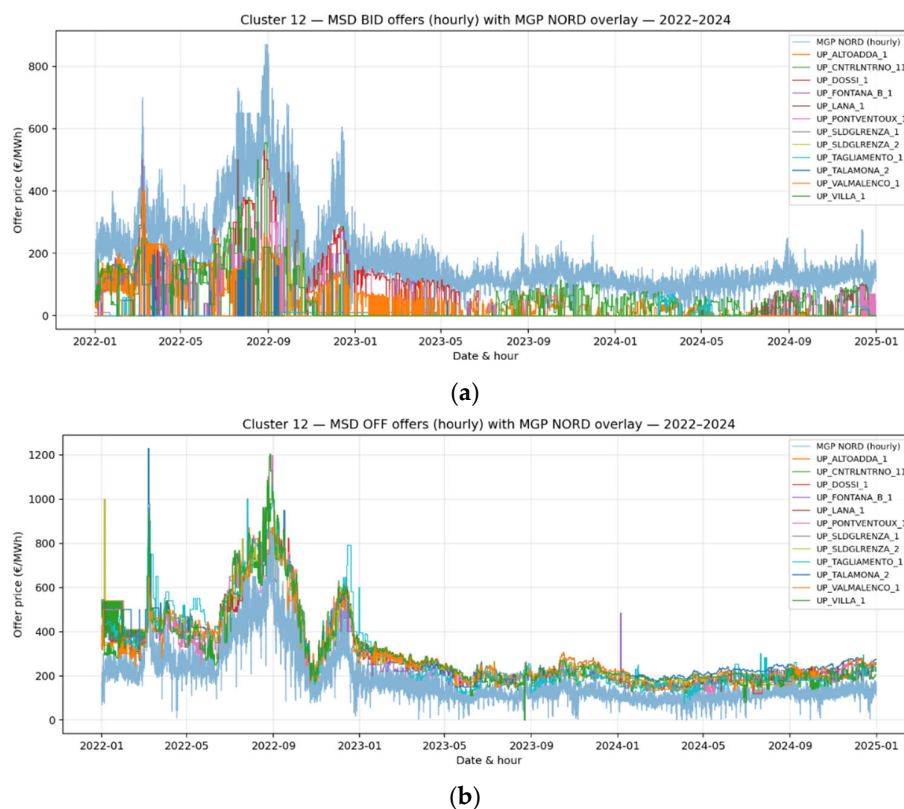 Cluster 12 — MSD BID offers (hourly) with MGP NORD overlay — 2022–2024
Offer price (€/MWh)
800
600
400
200
0
MGP NORD (hourly)
UP_ALTOADDA_1
UP_CNTRLNTRNO_11
UP_DOSSI_1
UP_FONTANA_B_1
UP_LANA_1
UP_PONTVENTOUX_1
UP_SLDGLRENZA_1
UP_SLDGLRENZA_2
UP_TAGLIAMENTO_1
UP_TALAMONA_2
UP_VALMALENCO_1
UP_VILLA_1
2022-01 2022-05 2022-09 2023-01 2023-05 2023-09 2024-01 2024-05 2024-09 2025-01
Date & hour
(a)
Cluster 12 — MSD OFF offers (hourly) with MGP NORD overlay — 2022–2024
Offer price (€/MWh)
1200
1000
800
600
400
200
0
MGP NORD (hourly)
UP_ALTOADDA_1
UP_CNTRLNTRNO_11
UP_DOSSI_1
UP_FONTANA_B_1
UP_LANA_1
UP_PONTVENTOUX_1
UP_SLDGLRENZA_1
UP_SLDGLRENZA_2
UP_TAGLIAMENTO_1
UP_TALAMONA_2
UP_VALMALENCO_1
UP_VILLA_1
2022-01 2022-05 2022-09 2023-01 2023-05 2023-09 2024-01 2024-05 2024-09 2025-01
Date & hour
(b)